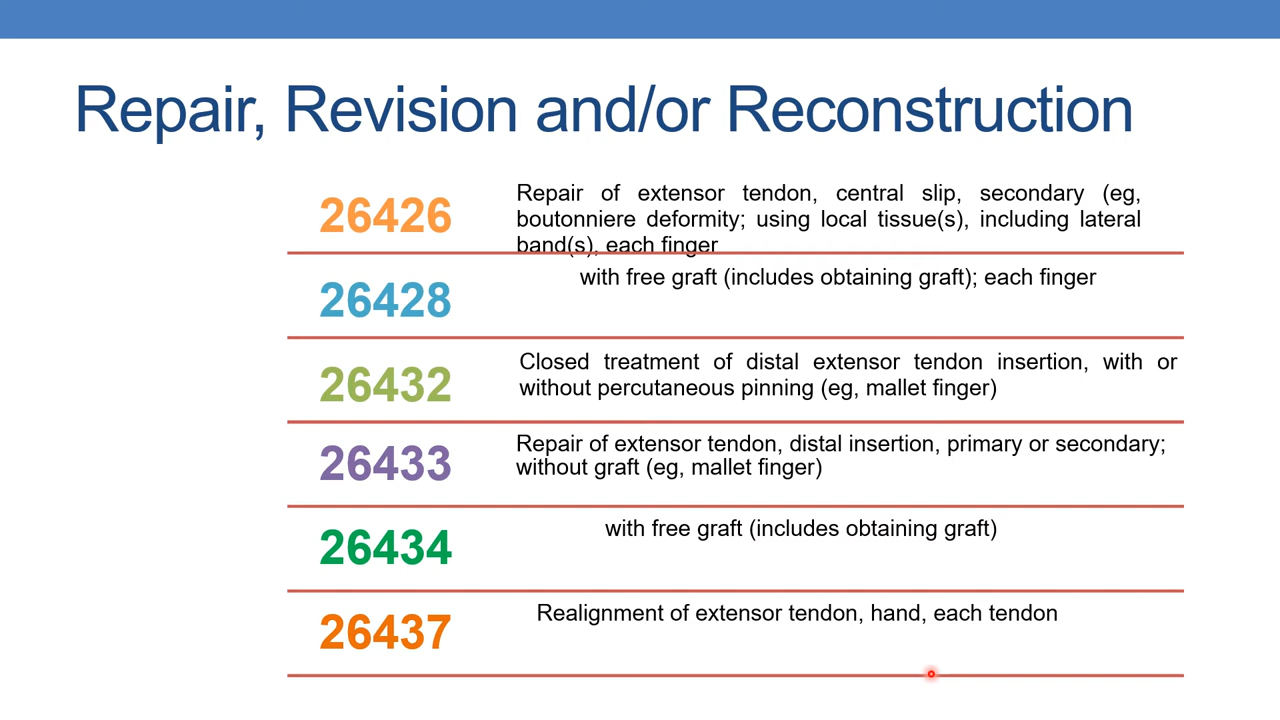 Repair, Revision and/or Reconstruction
26426
Repair of extensor tendon, central slip, secondary (eg,
boutonniere deformity; using local tissue(s), including lateral
band(s), each finger
26428
with free graft (includes obtaining graft); each finger
26432
Closed treatment of distal extensor tendon insertion, with or
without percutaneous pinning (eg, mallet finger)
26433
Repair of extensor tendon, distal insertion, primary or secondary;
without graft (eg, mallet finger)
26434
with free graft (includes obtaining graft)
26437
Realignment of extensor tendon, hand, each tendon